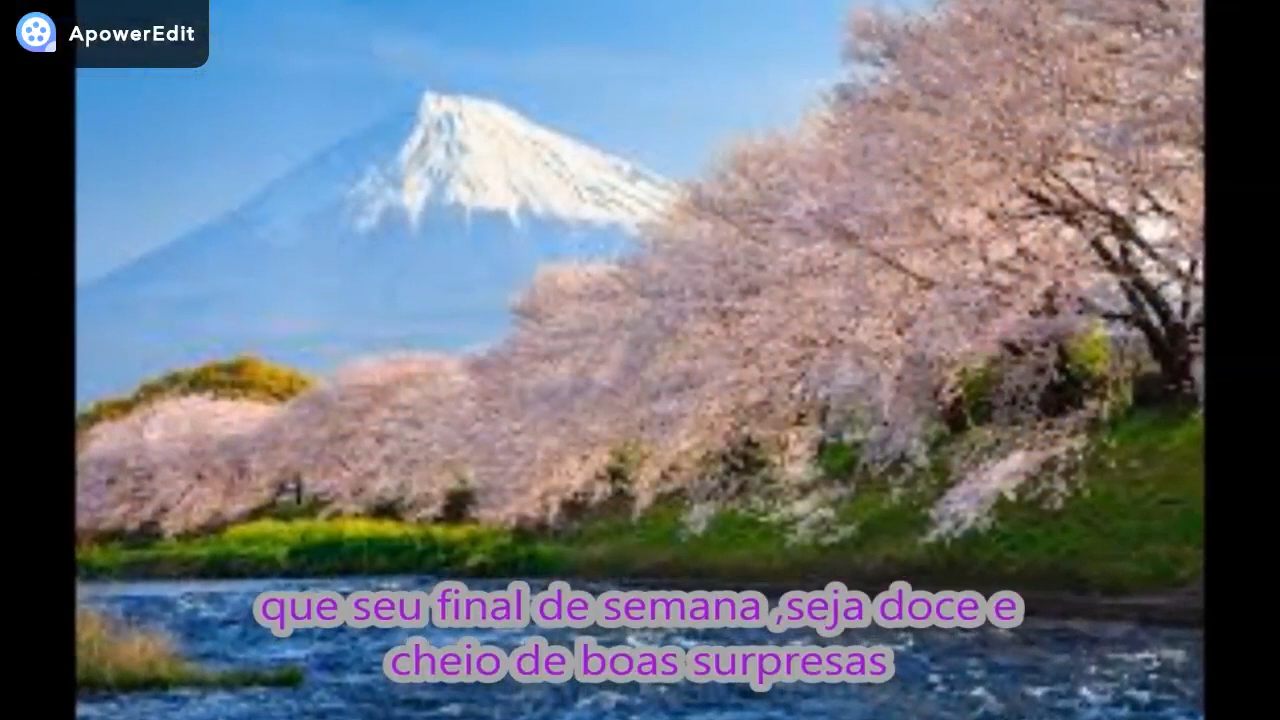 ApowerEdit
que seu final de semana ,seja doce e
cheio de boas surpresas